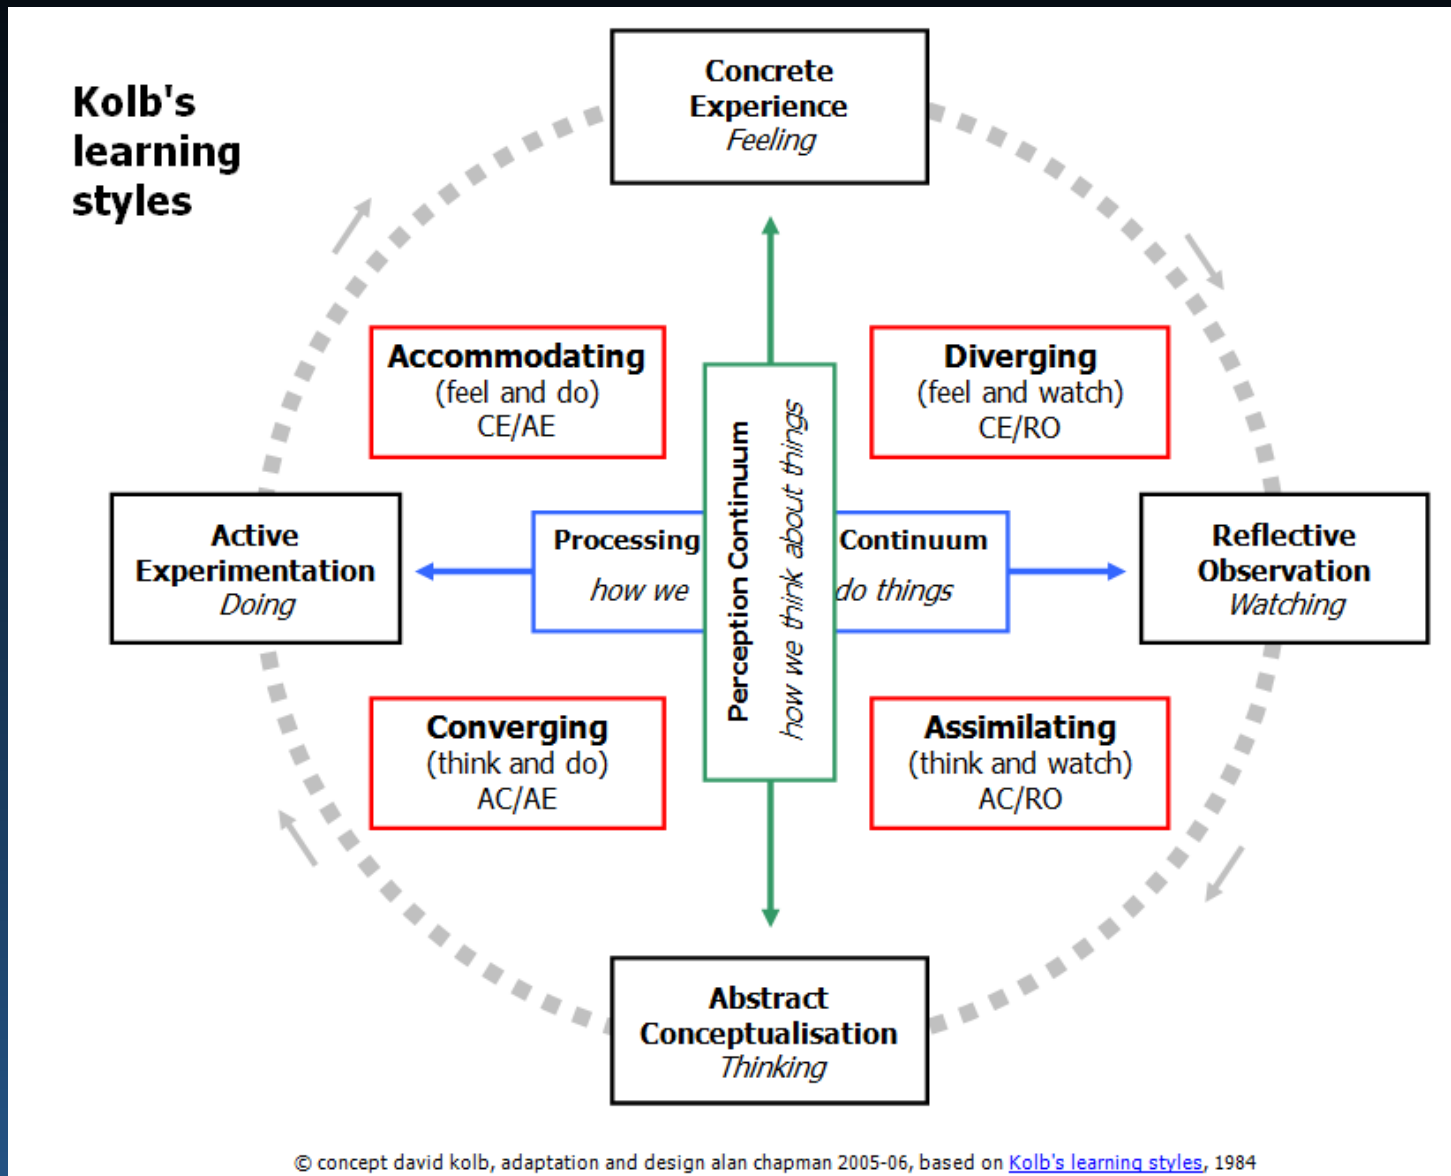 Kolb's
learning
styles
Concrete
Experience
Feeling
Accommodating
(feel and do)
CE/AE
Diverging
(feel and watch)
CE/RO
Active
Experimentation
Doing
Processing Continuum
how we do things
Perception Continuum
how we think about things
Reflective
Observation
Watching
Converging
(think and do)
AC/AE
Assimilating
(think and watch)
AC/RO
Abstract
Conceptualisation
Thinking
© concept david kolb, adaptation and design alan chapman 2005-06, based on Kolb's learning styles, 1984